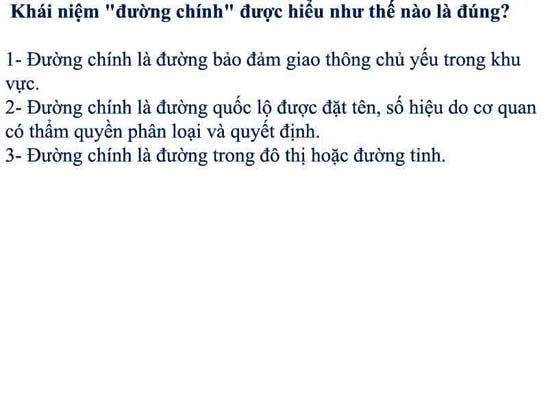 Khái niệm "đường chính" được hiểu như thế nào là đúng?
1- Đường chính là đường bảo đảm giao thông chủ yếu trong khu
vực.
2- Đường chính là đường quốc lộ được đặt tên, số hiệu do cơ quan
có thẩm quyền phân loại và quyết định.
3- Đường chính là đường trong đô thị hoặc đường tỉnh.